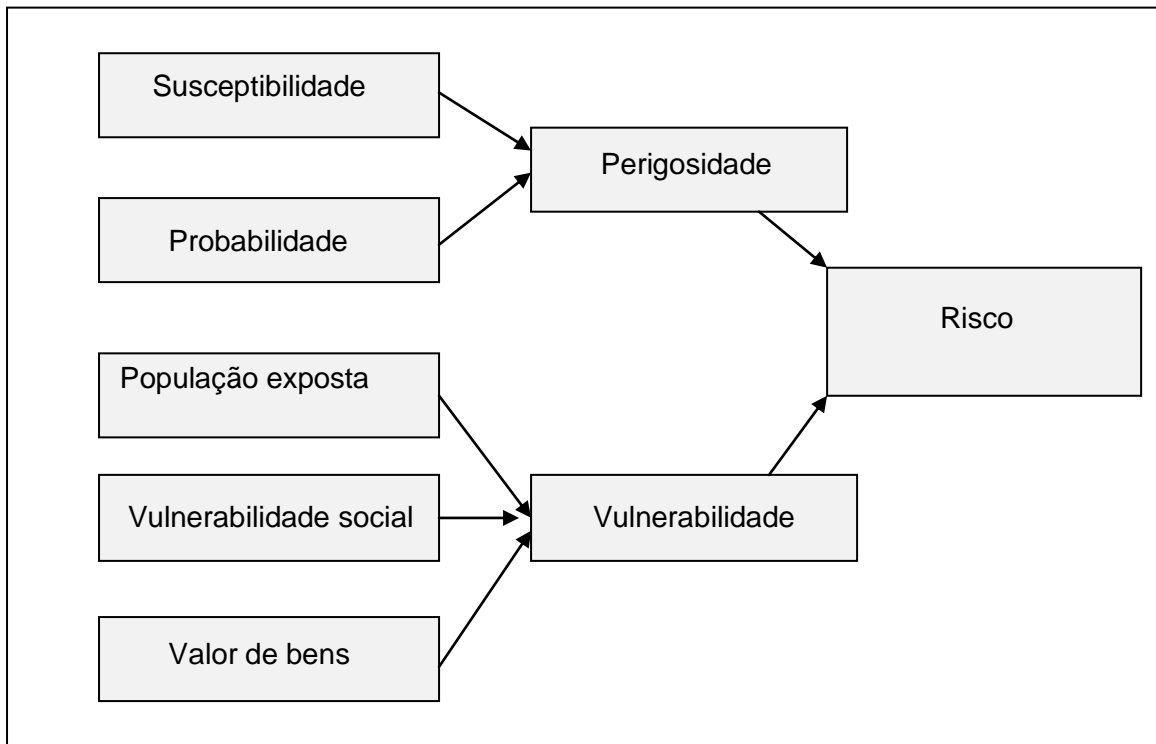 Susceptibilidade
Probabilidade
Perigosidade
Risco
População exposta
Vulnerabilidade social
Vulnerabilidade
Valor de bens